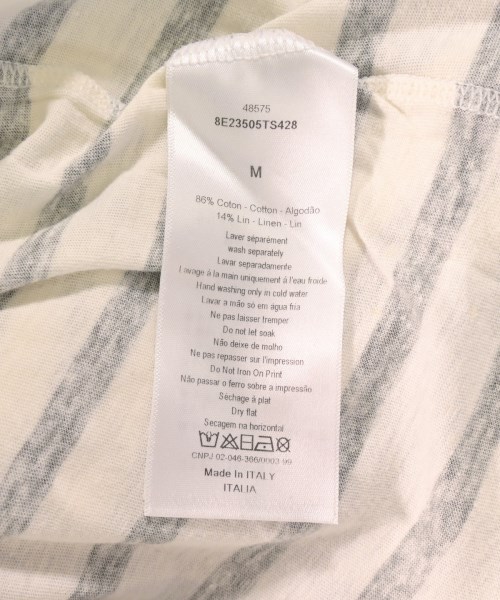 48575
8E23505TS428
M
86% Coton - Cotton - Algodão
14% Lin - Linen - Lin
Laver séparément
wash separately
Lavar separadamente
Lavage à la main uniquement à l'eau froide
Hand washing only in cold water
Lavar a mão só em água fria
Ne pas laisser tremper
Do not let soak
Não deixe de molho
Ne pas repasser sur l'impression
Do Not Iron On Print
Não passar o ferro sobre a impressão
Séchage à plat
Dry flat
Secagem na horizontal
CNPJ 02-046-366/0003-99
Made In ITALY
ITALIA